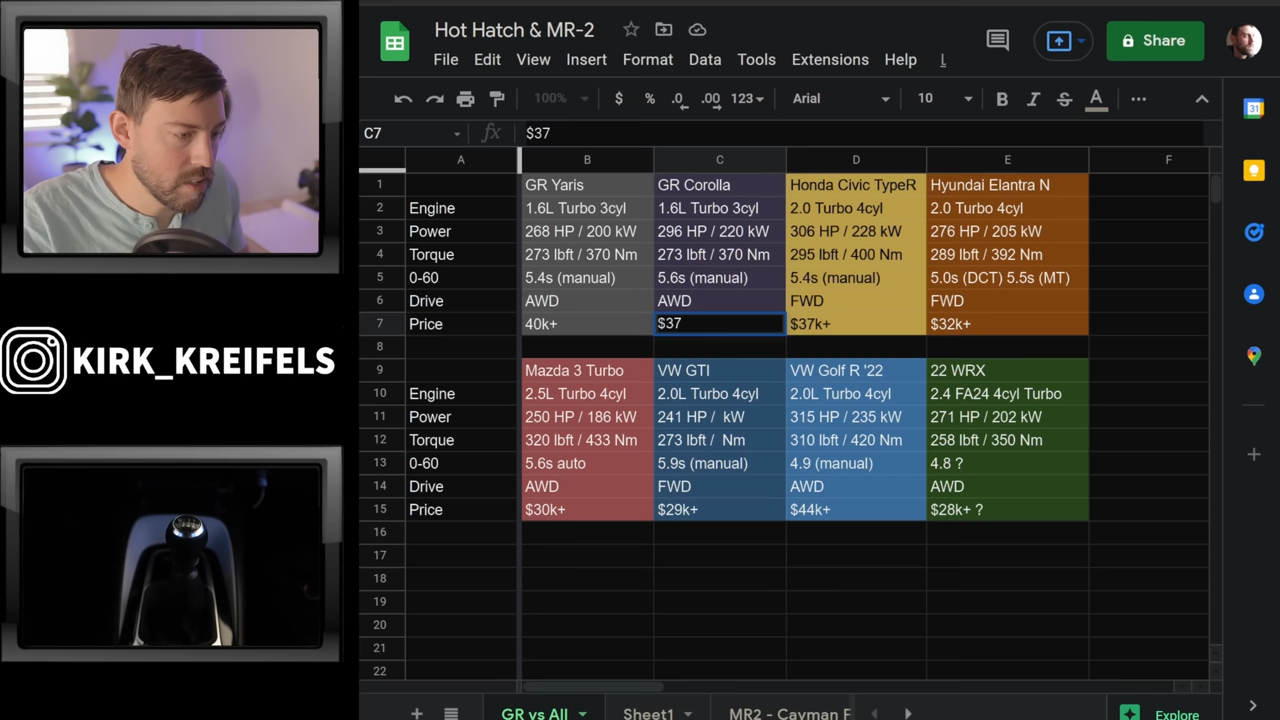 KIRK_KREIFELS
Hot Hatch & MR-2
File Edit View Insert Format Data Tools Extensions Help L
Share
100% $ % .0 .00 123 Arial 10 B I S A
C7 fx $37
A B C D E F
1 GR Yaris GR Corolla Honda Civic TypeR Hyundai Elantra N
2 Engine 1.6L Turbo 3cyl 1.6L Turbo 3cyl 2.0 Turbo 4cyl 2.0 Turbo 4cyl
3 Power 268 HP / 200 kW 296 HP / 220 kW 306 HP / 228 kW 276 HP / 205 kW
4 Torque 273 lbft / 370 Nm 273 lbft / 370 Nm 295 lbft / 400 Nm 289 lbft / 392 Nm
5 0-60 5.4s (manual) 5.6s (manual) 5.4s (manual) 5.0s (DCT) 5.5s (MT)
6 Drive AWD AWD FWD FWD
7 Price 40k+ $37 $37k+ $32k+
8
9 Mazda 3 Turbo VW GTI VW Golf R '22 22 WRX
10 Engine 2.5L Turbo 4cyl 2.0L Turbo 4cyl 2.0L Turbo 4cyl 2.4 FA24 4cyl Turbo
11 Power 250 HP / 186 kW 241 HP / kW 315 HP / 235 kW 271 HP / 202 kW
12 Torque 320 lbft / 433 Nm 273 lbft / Nm 310 lbft / 420 Nm 258 lbft / 350 Nm
13 0-60 5.6s auto 5.9s (manual) 4.9 (manual) 4.8 ?
14 Drive AWD FWD AWD AWD
15 Price $30k+ $29k+ $44k+ $28k+ ?
16
17
18
19
20
21
22
GR vs All Sheet1 MR2 - Cayman F Explore
31